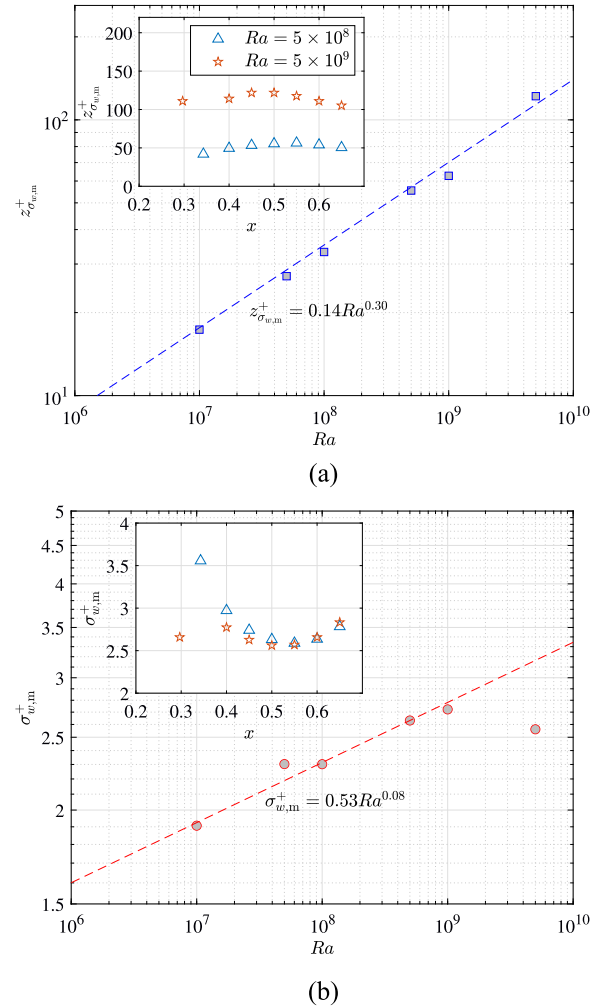 200
150
100
50
0
0.2 0.3 0.4 0.5 0.6
x
z⁺_{σ_{w,m}}
Ra = 5 × 10⁸
Ra = 5 × 10⁹
10²
10¹
z⁺_{σ_{w,m}}
z⁺_{σ_{w,m}} = 0.14Ra^{0.30}
10⁶ 10⁷ 10⁸ 10⁹ 10¹⁰
Ra
(a)
4
3.5
3
2.5
2
0.2 0.3 0.4 0.5 0.6
x
σ⁺_{w,m}
5
4.5
4
3.5
3
2.5
2
1.5
σ⁺_{w,m}
σ⁺_{w,m} = 0.53Ra^{0.08}
10⁶ 10⁷ 10⁸ 10⁹ 10¹⁰
Ra
(b)